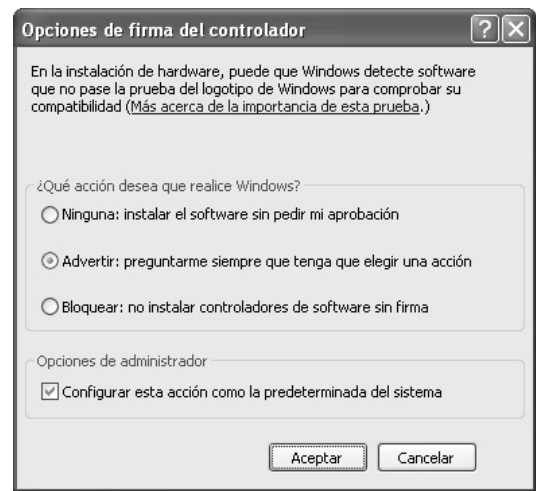 Opciones de firma del controlador
En la instalación de hardware, puede que Windows detecte software
que no pase la prueba del logotipo de Windows para comprobar su
compatibilidad (Más acerca de la importancia de esta prueba.)
¿Qué acción desea que realice Windows?
Ninguna: instalar el software sin pedir mi aprobación
Advertir: preguntarme siempre que tenga que elegir una acción
Bloquear: no instalar controladores de software sin firma
Opciones de administrador
Configurar esta acción como la predeterminada del sistema
Aceptar Cancelar